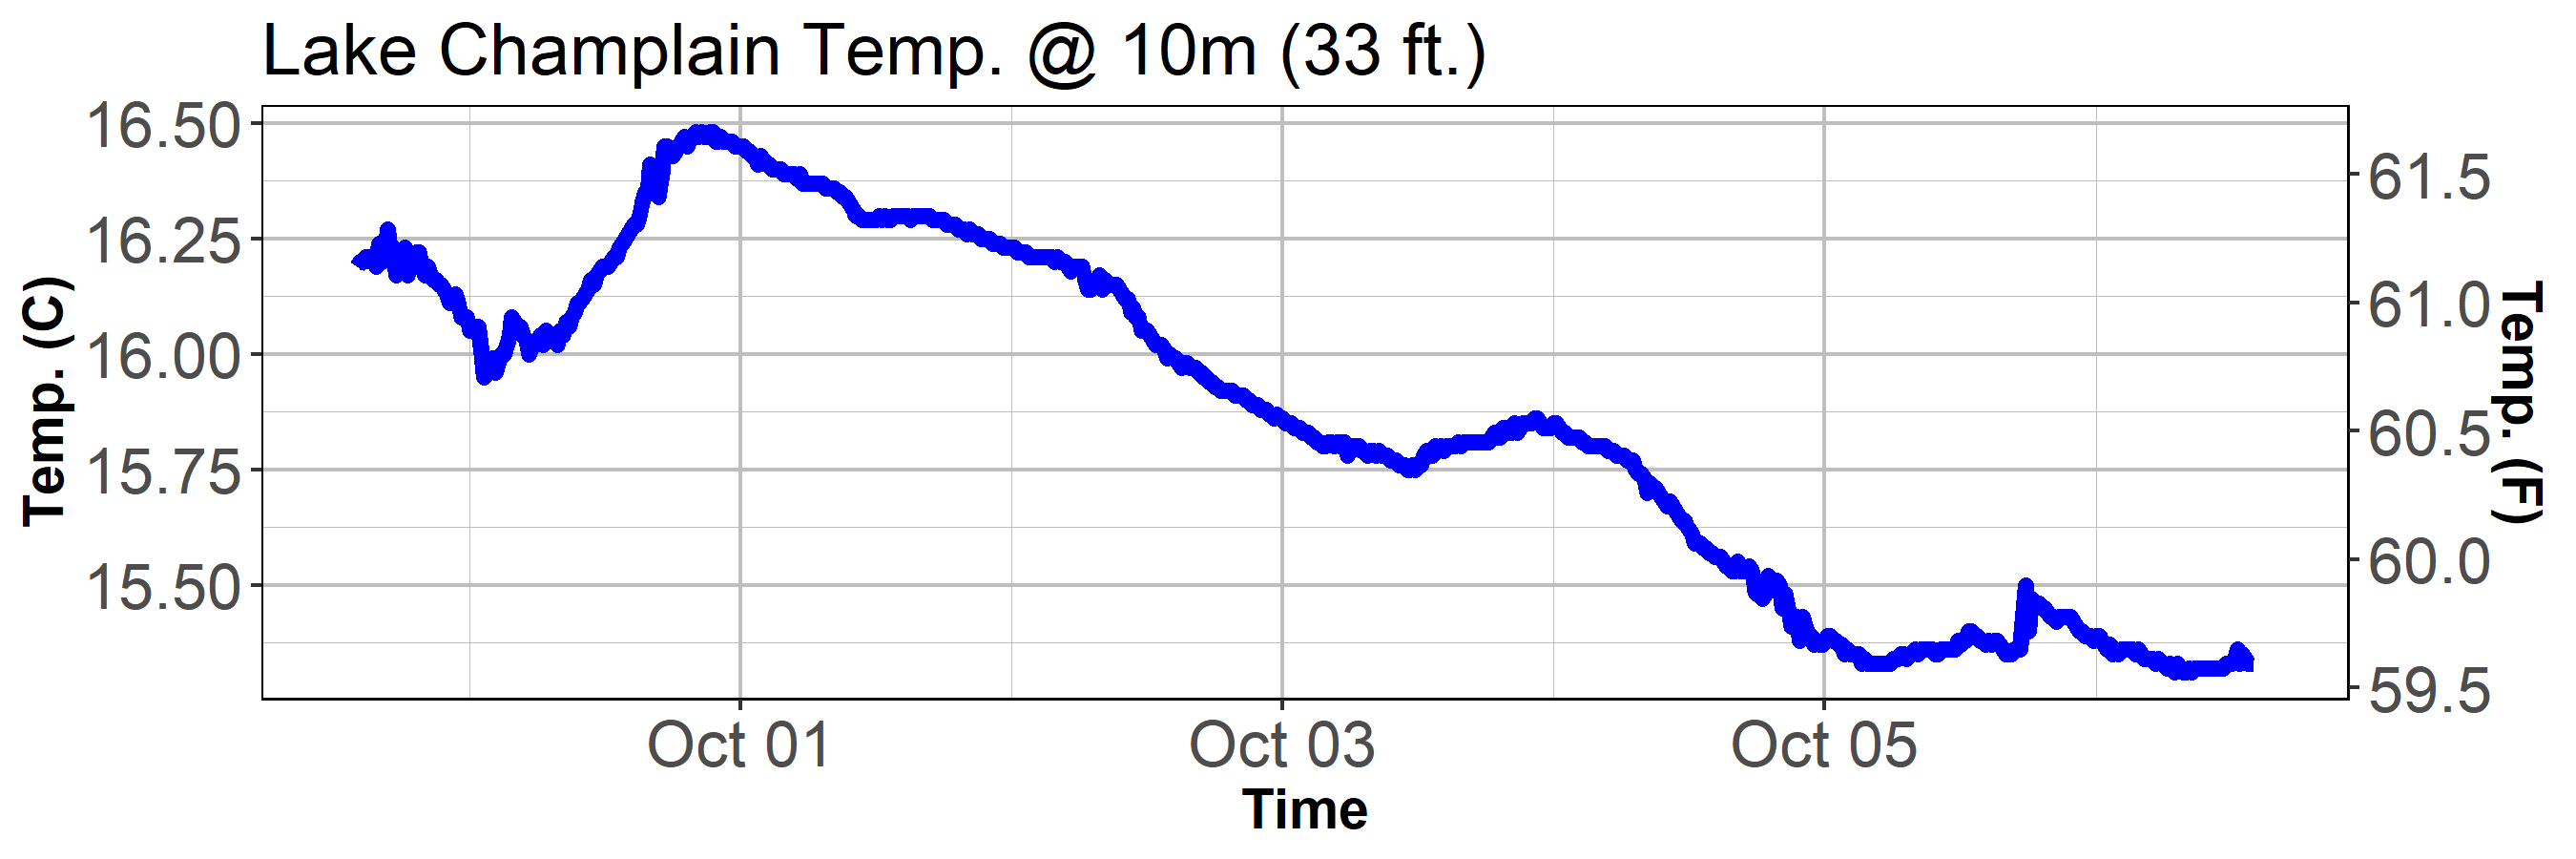 Lake Champlain Temp. @ 10m (33 ft.)
16.50
16.25
16.00
15.75
15.50
Temp. (C)
61.5
61.0
60.5
60.0
59.5
Temp. (F)
Oct 01 Oct 03 Oct 05
Time